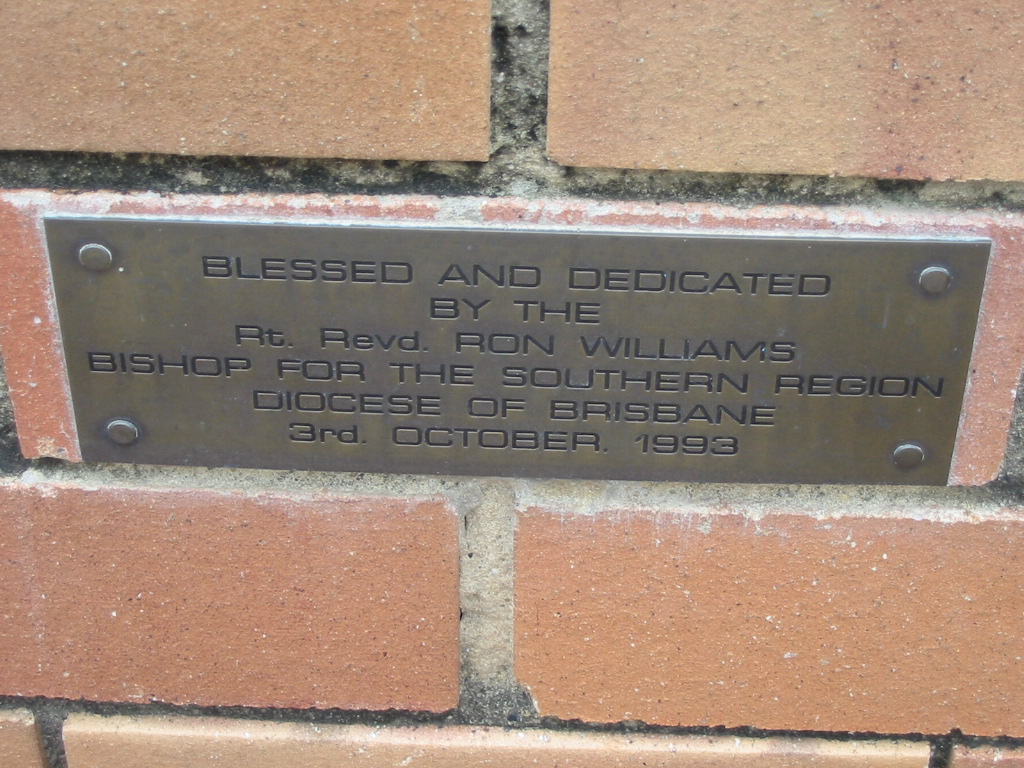 BLESSED AND DEDICATED
BY THE
Rt. Revd. RON WILLIAMS
BISHOP FOR THE SOUTHERN REGION
DIOCESE OF BRISBANE
3rd. OCTOBER. 1993